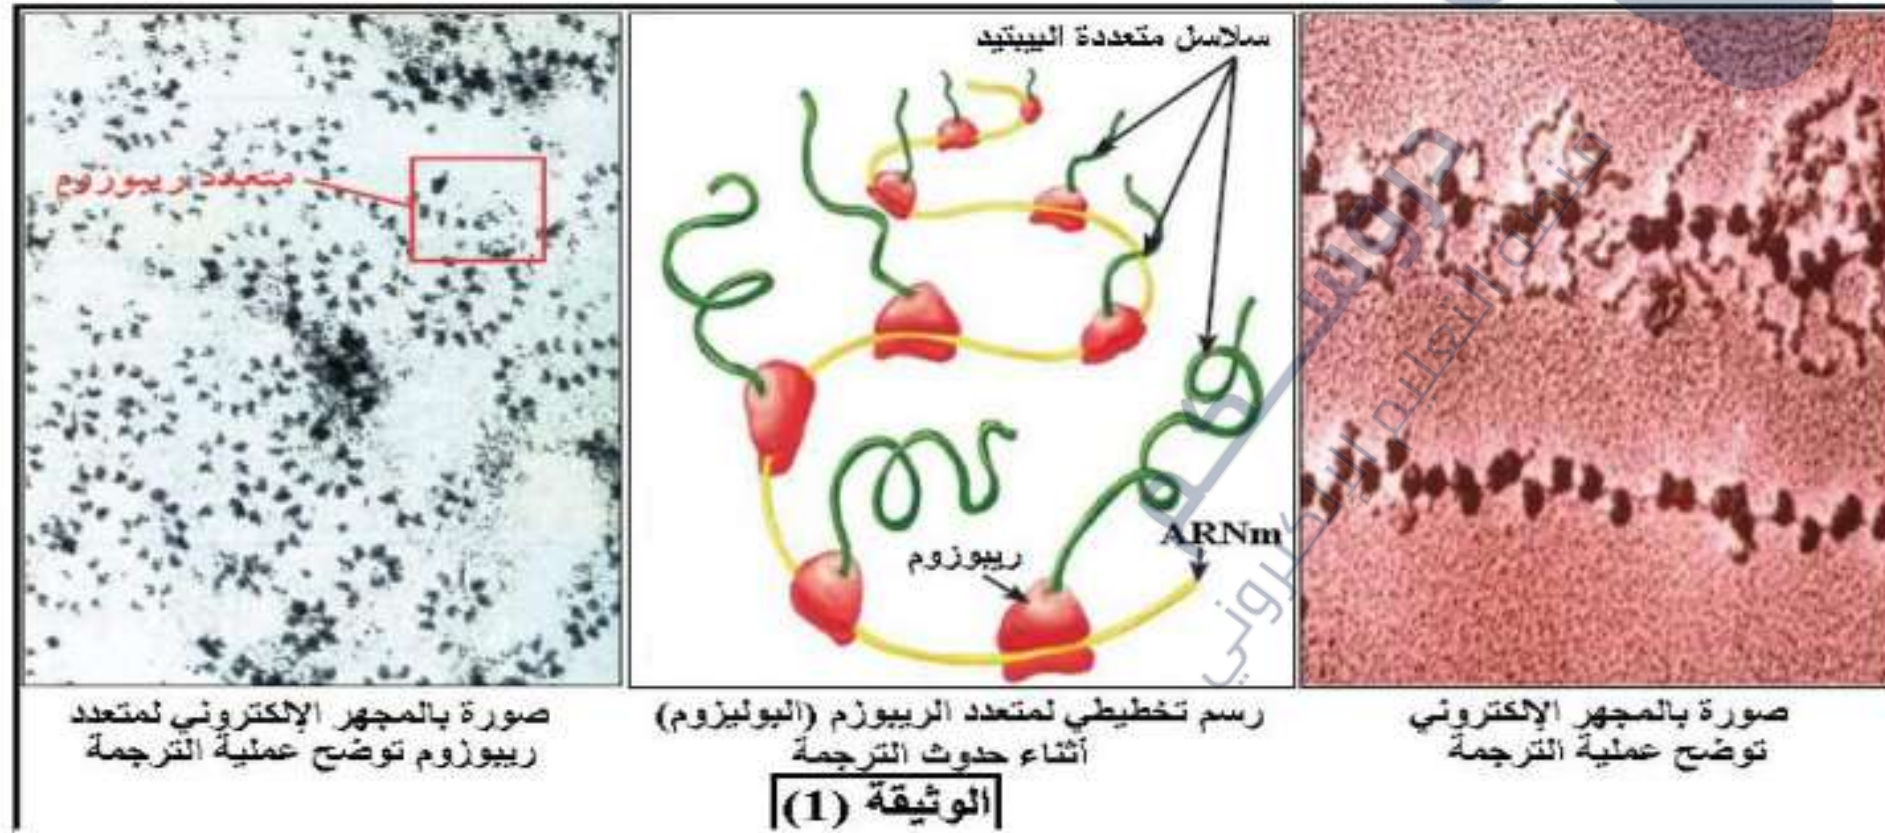 سلاسل متعددة الببتيد
متعدد ريبوزوم
ريبوزوم
ARNm
صورة بالمجهر الإلكتروني
توضح عملية الترجمة
رسم تخطيطي لمتعدد الريبوزم (البوليزوم)
أثناء حدوث الترجمة
صورة بالمجهر الإلكتروني لمتعدد
ريبوزوم توضح عملية الترجمة
الوثيقة (1)